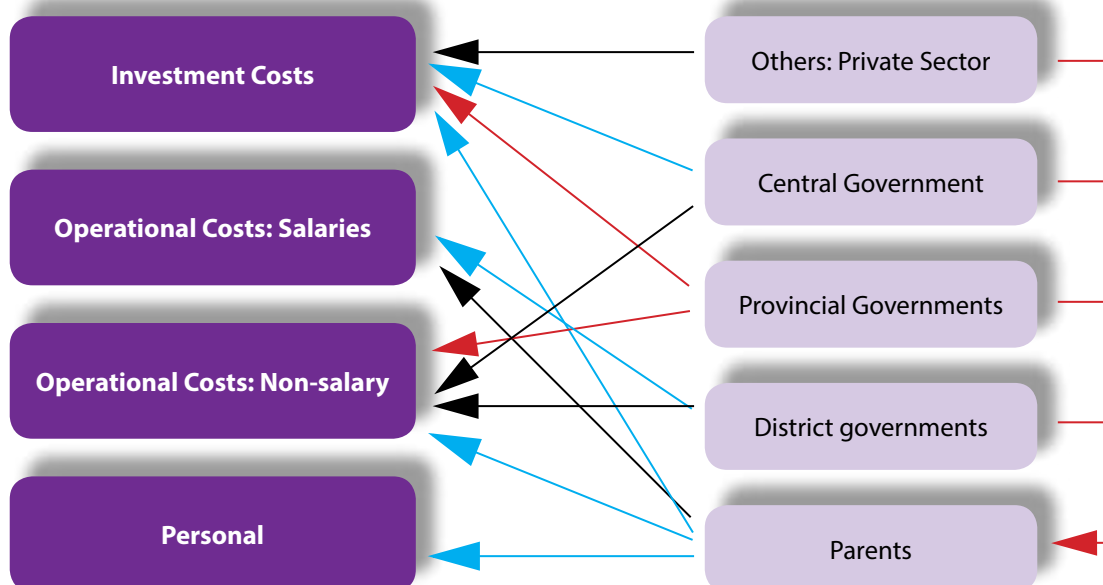 Investment Costs
Operational Costs: Salaries
Operational Costs: Non-salary
Personal
Others: Private Sector
Central Government
Provincial Governments
District governments
Parents